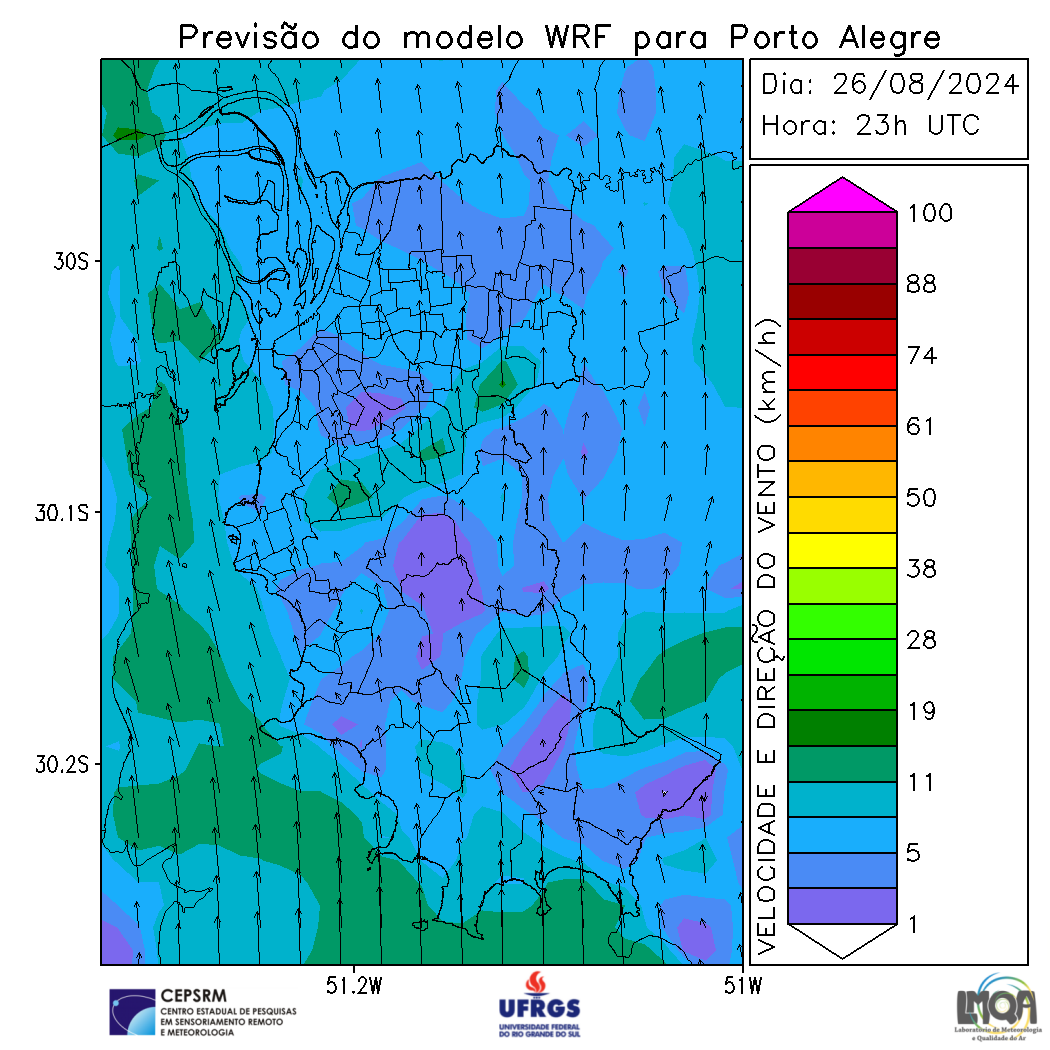 Previsão do modelo WRF para Porto Alegre
Dia: 26/08/2024
Hora: 23h UTC
30S
30.1S
30.2S
51.2W
51W
VELOCIDADE E DIREÇÃO DO VENTO (km/h)
100
88
74
61
50
38
28
19
11
5
1
CEPSRM
CENTRO ESTADUAL DE PESQUISAS
EM SENSORIAMENTO REMOTO
E METEOROLOGIA
UFRGS
UNIVERSIDADE FEDERAL
DO RIO GRANDE DO SUL
LMQA
Laboratório de Meteorologia
e Qualidade do Ar